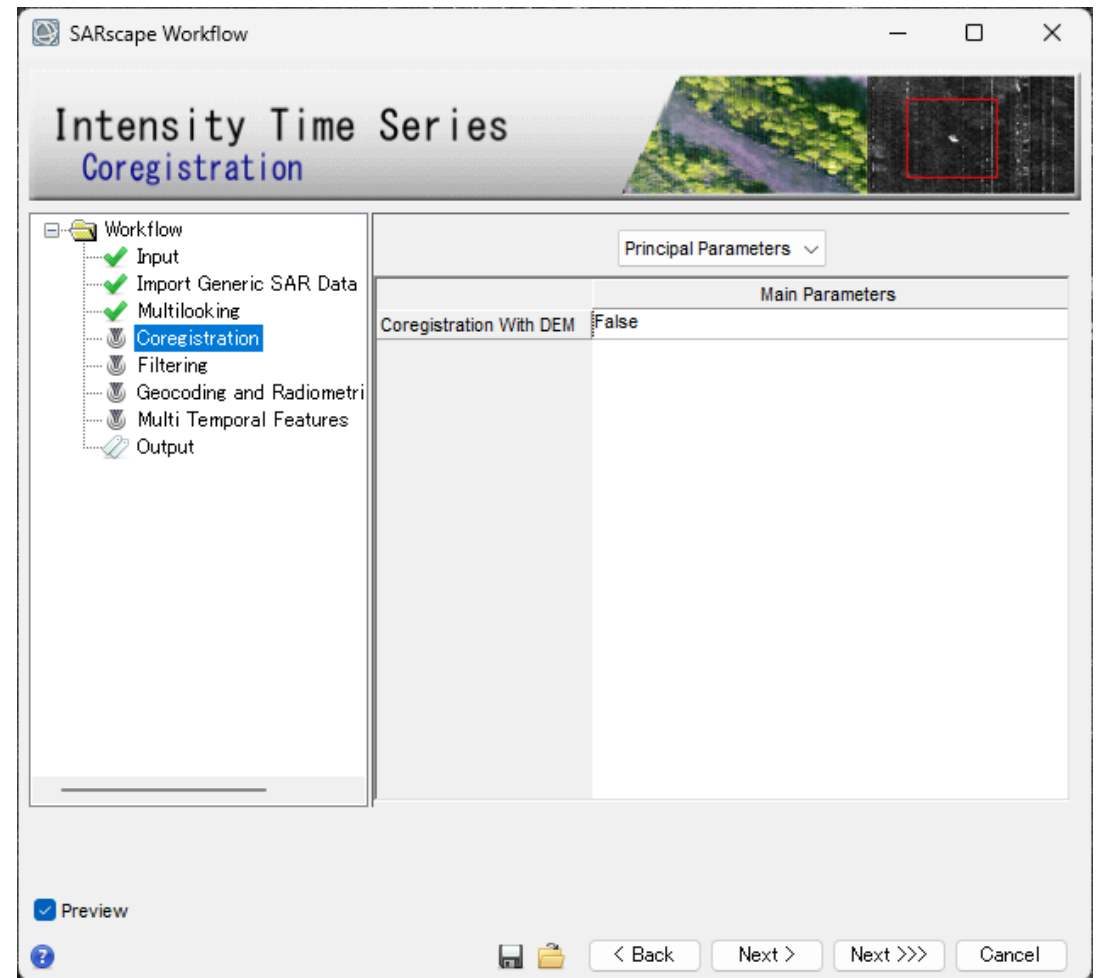 SARscape Workflow
Intensity Time Series
Coregistration
Workflow
Input
Import Generic SAR Data
Multilooking
Coregistration
Filtering
Geocoding and Radiometri
Multi Temporal Features
Output
Principal Parameters
Main Parameters
Coregistration With DEM False
Preview
?
< Back Next > Next >>> Cancel